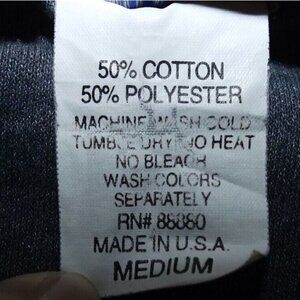 50% COTTON
50% POLYESTER
MACHINE WASH COLD
TUMBLE DRY NO HEAT
NO BLEACH
WASH COLORS
SEPARATELY
RN# 88880
MADE IN U.S.A.
MEDIUM